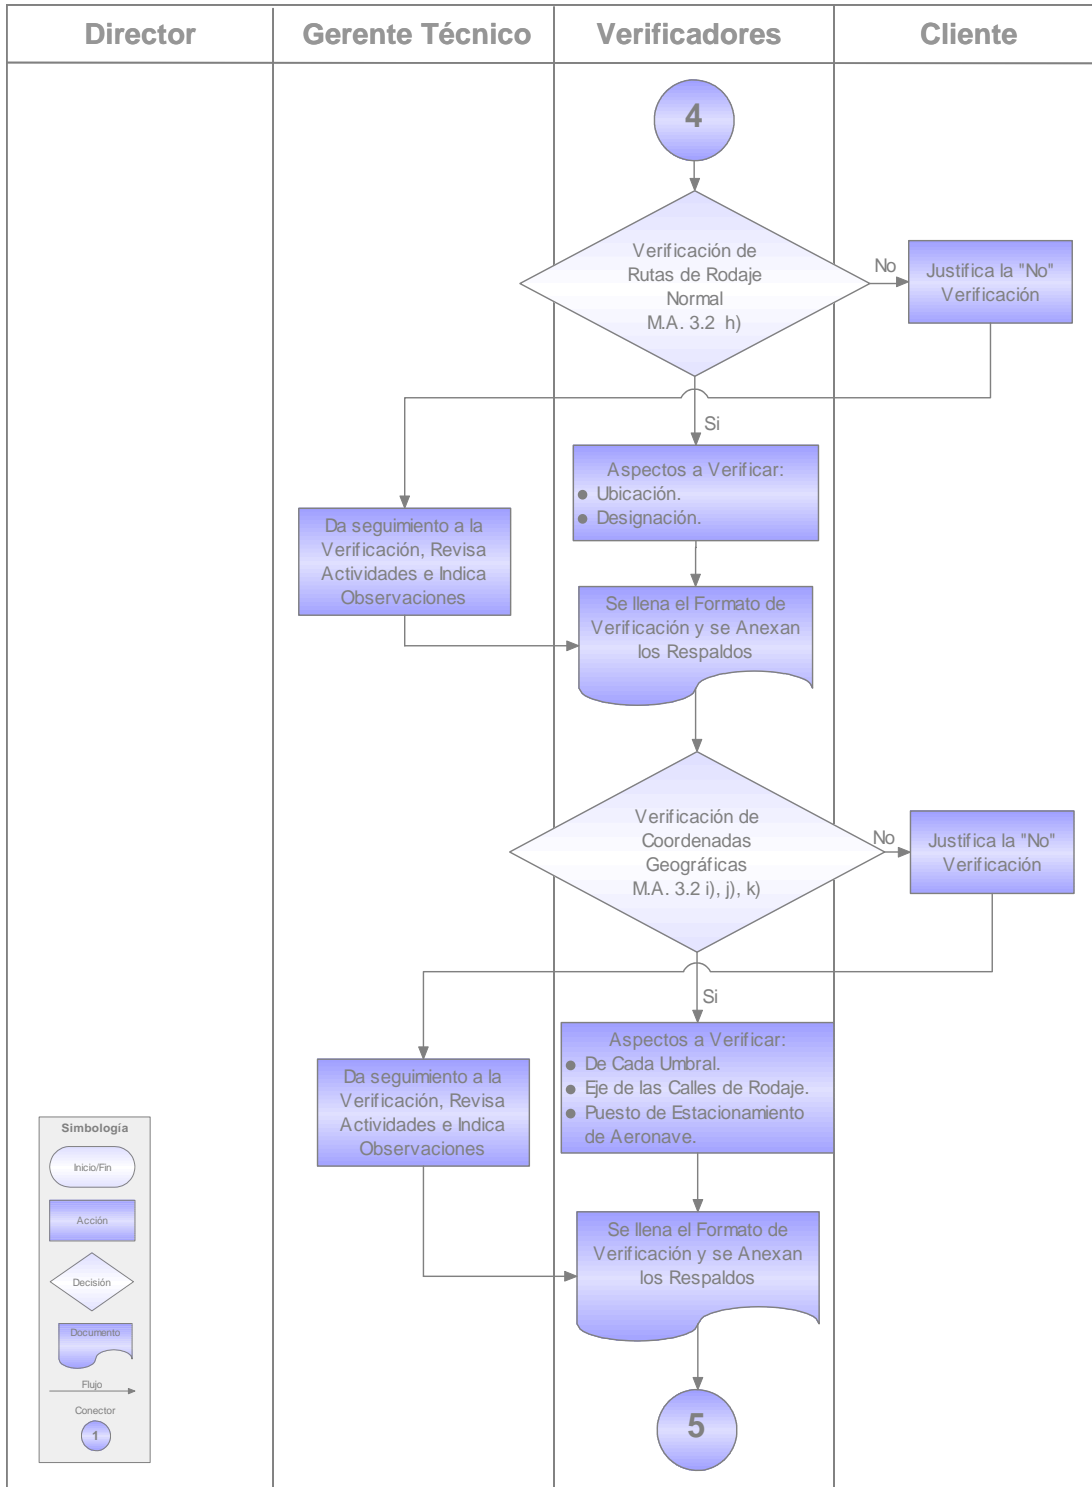 Director
Gerente Técnico
Verificadores
Cliente
4
Verificación de
Rutas de Rodaje
Normal
M.A. 3.2 h)
No
Justifica la "No"
Verificación
Si
Aspectos a Verificar:
● Ubicación.
● Designación.
Da seguimiento a la
Verificación, Revisa
Actividades e Indica
Observaciones
Se llena el Formato de
Verificación y se Anexan
los Respaldos
Verificación de
Coordenadas
Geográficas
M.A. 3.2 i), j), k)
No
Justifica la "No"
Verificación
Si
Aspectos a Verificar:
● De Cada Umbral.
● Eje de las Calles de Rodaje.
● Puesto de Estacionamiento
de Aeronave.
Da seguimiento a la
Verificación, Revisa
Actividades e Indica
Observaciones
Se llena el Formato de
Verificación y se Anexan
los Respaldos
5
Simbología
Inicio/Fin
Acción
Decisión
Documento
Flujo
Conector
1